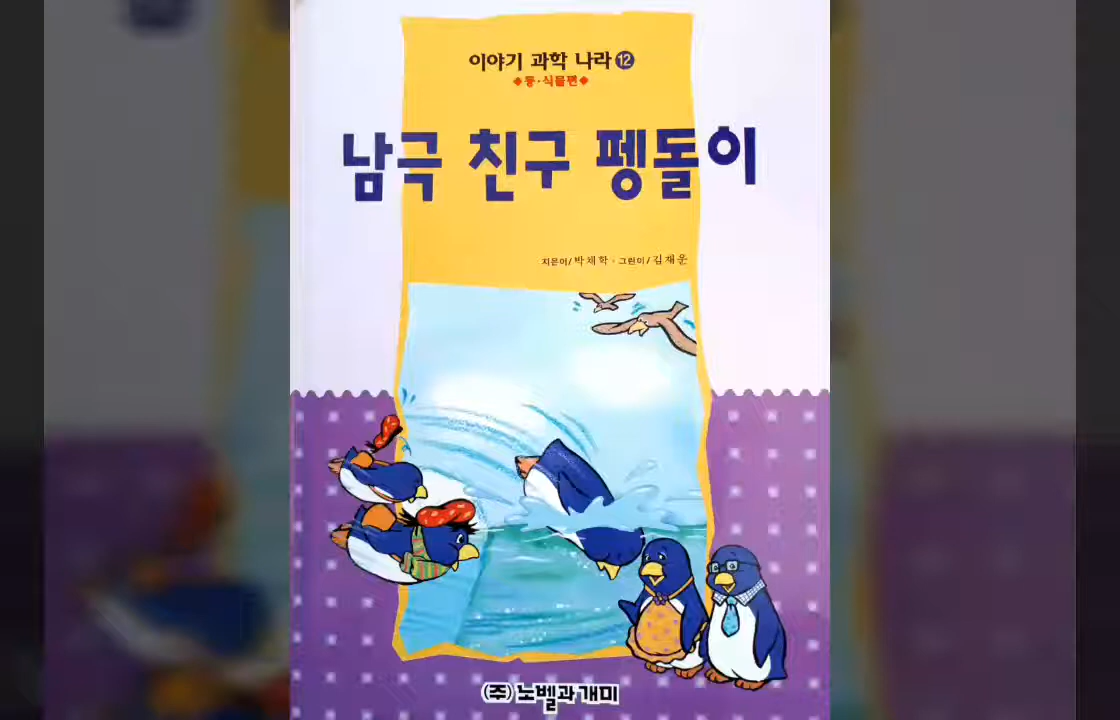 이야기 과학 나라 12
◆동·식물편◆
남극 친구 펭돌이
지은이/박채학·그린이/김재운
(주)노벨과 개미